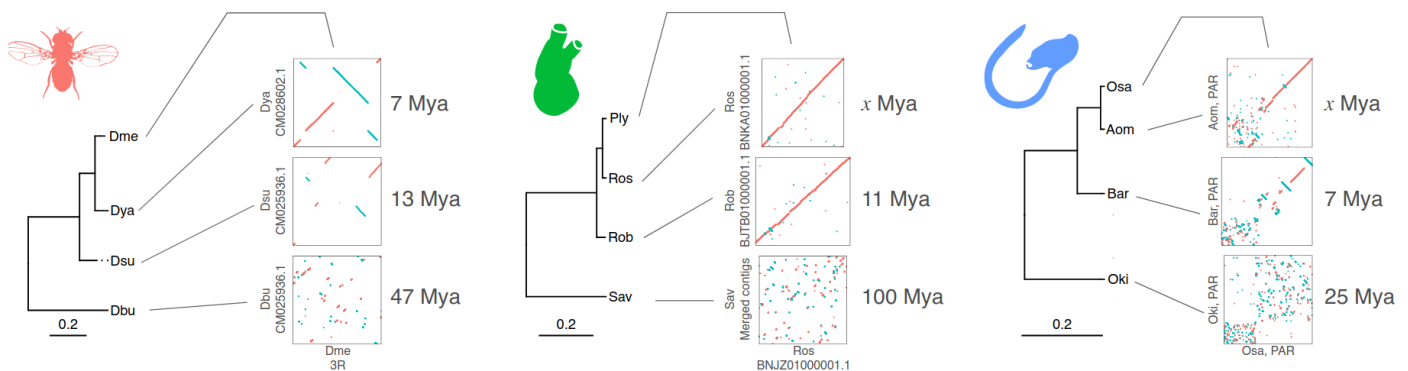 Dme
Dya
Dsu
Dbu
0.2
Dya
CM028602.1
7 Mya
Dsu
CM025936.1
13 Mya
Dbu
CM025936.1
47 Mya
Dme
3R
Ply
Ros
Rob
Sav
0.2
Ros
BNKA01000001.1
x Mya
Rob
BJTB01000001.1
11 Mya
Sav
Merged contigs
100 Mya
Ros
BNJZ01000001.1
Osa
Aom
Bar
Oki
0.2
Aom, PAR
x Mya
Bar, PAR
7 Mya
Oki, PAR
25 Mya
Osa, PAR